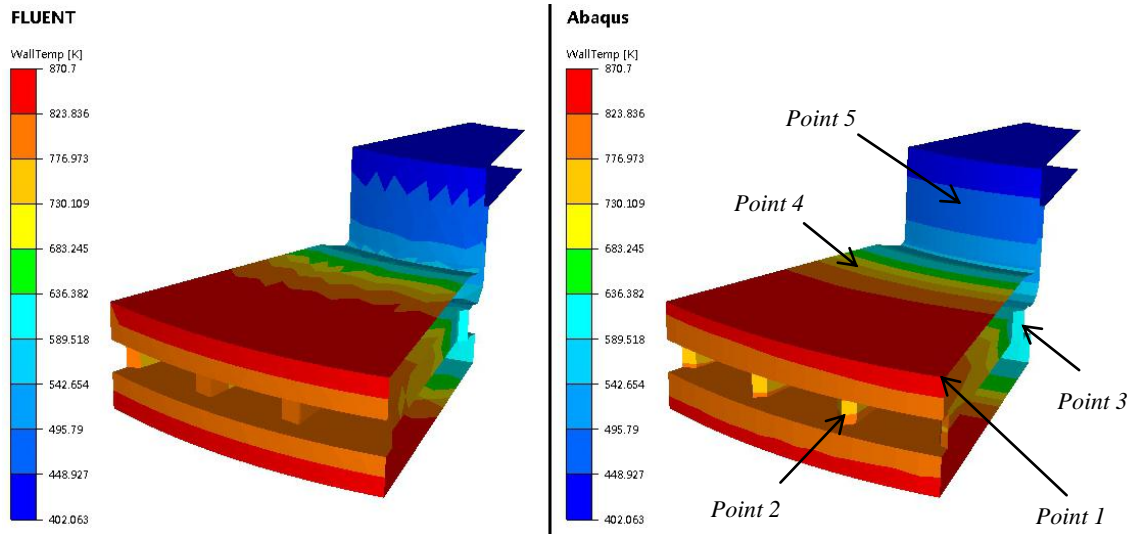 FLUENT
WallTemp [K]
870.7
823.836
776.973
730.109
683.245
636.382
589.518
542.654
495.79
448.927
402.063
Abaqus
WallTemp [K]
870.7
823.836
776.973
730.109
683.245
636.382
589.518
542.654
495.79
448.927
402.063
Point 5
Point 4
Point 3
Point 2
Point 1